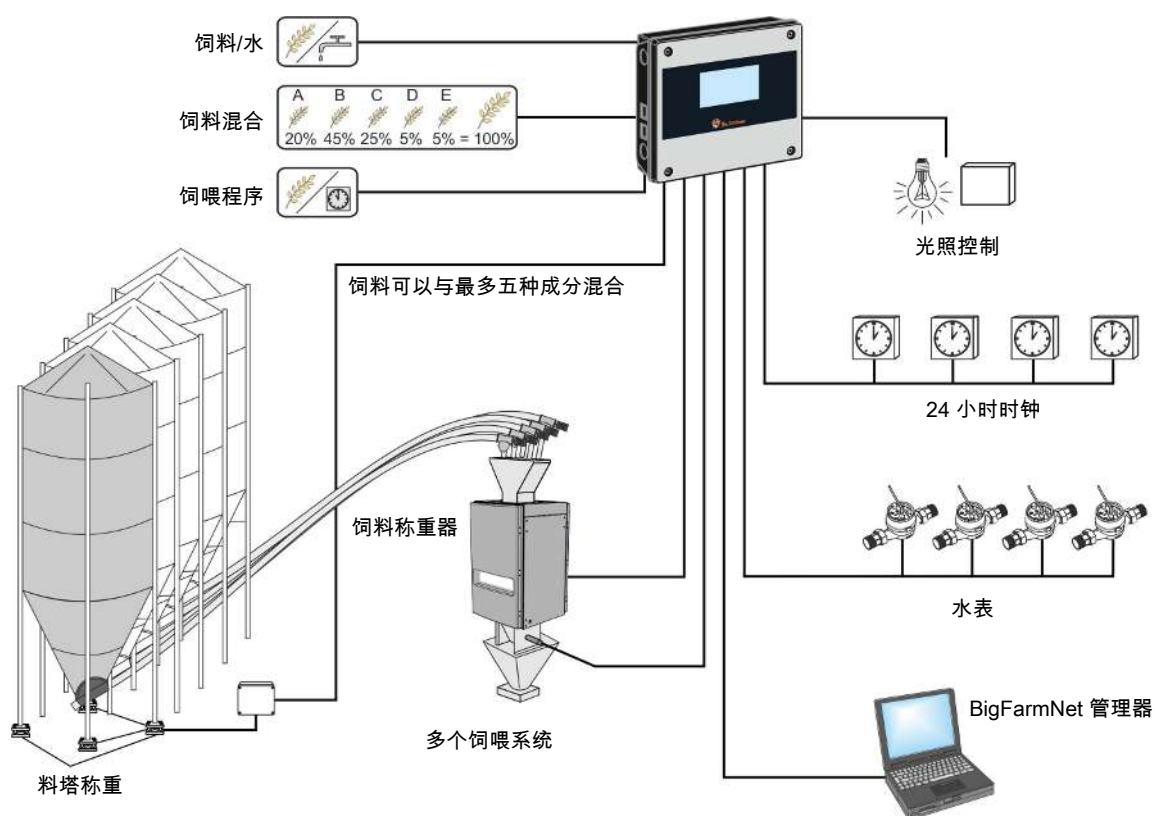 饲料/水
饲料混合
A B C D E
20% 45% 25% 5% 5% = 100%
饲喂程序
光照控制
饲料可以与最多五种成分混合
24 小时时钟
饲料称重器
水表
BigFarmNet 管理器
多个饲喂系统
料塔称重